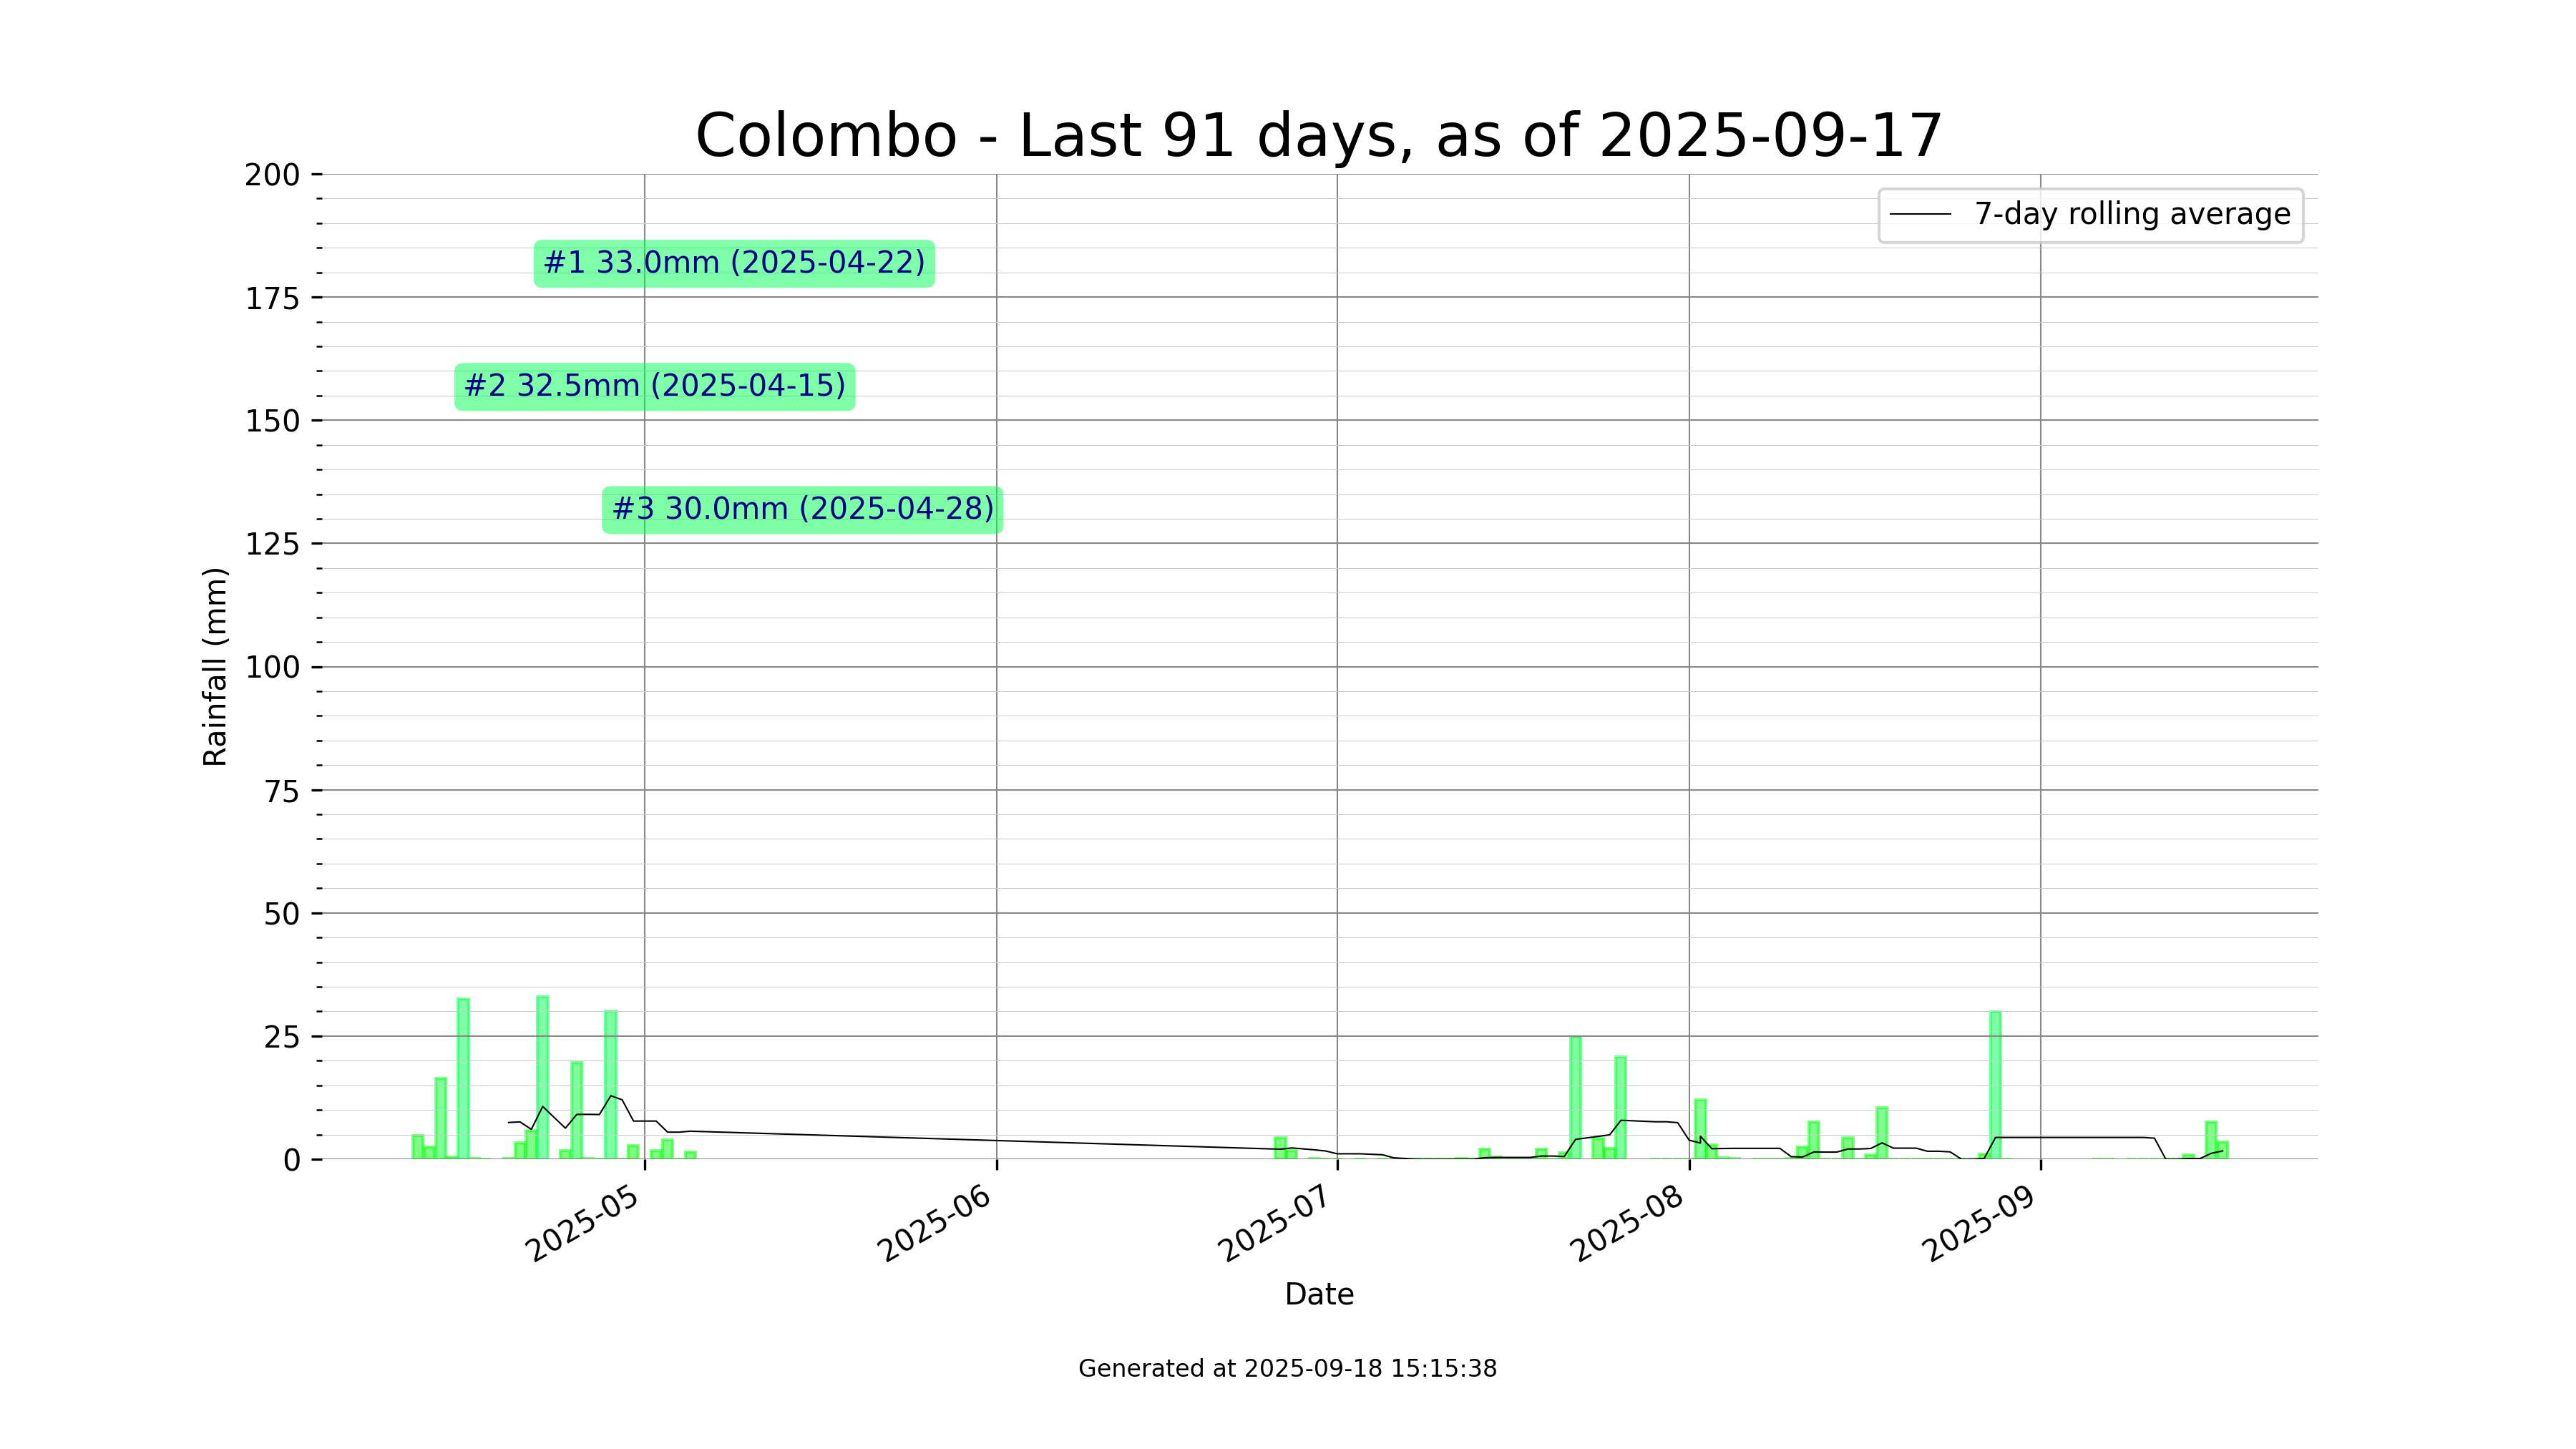 Colombo - Last 91 days, as of 2025-09-17
200
175
150
125
100
75
50
25
0
Rainfall (mm)
7-day rolling average
#1 33.0mm (2025-04-22)
#2 32.5mm (2025-04-15)
#3 30.0mm (2025-04-28)
2025-05
2025-06
2025-07
2025-08
2025-09
Date
Generated at 2025-09-18 15:15:38